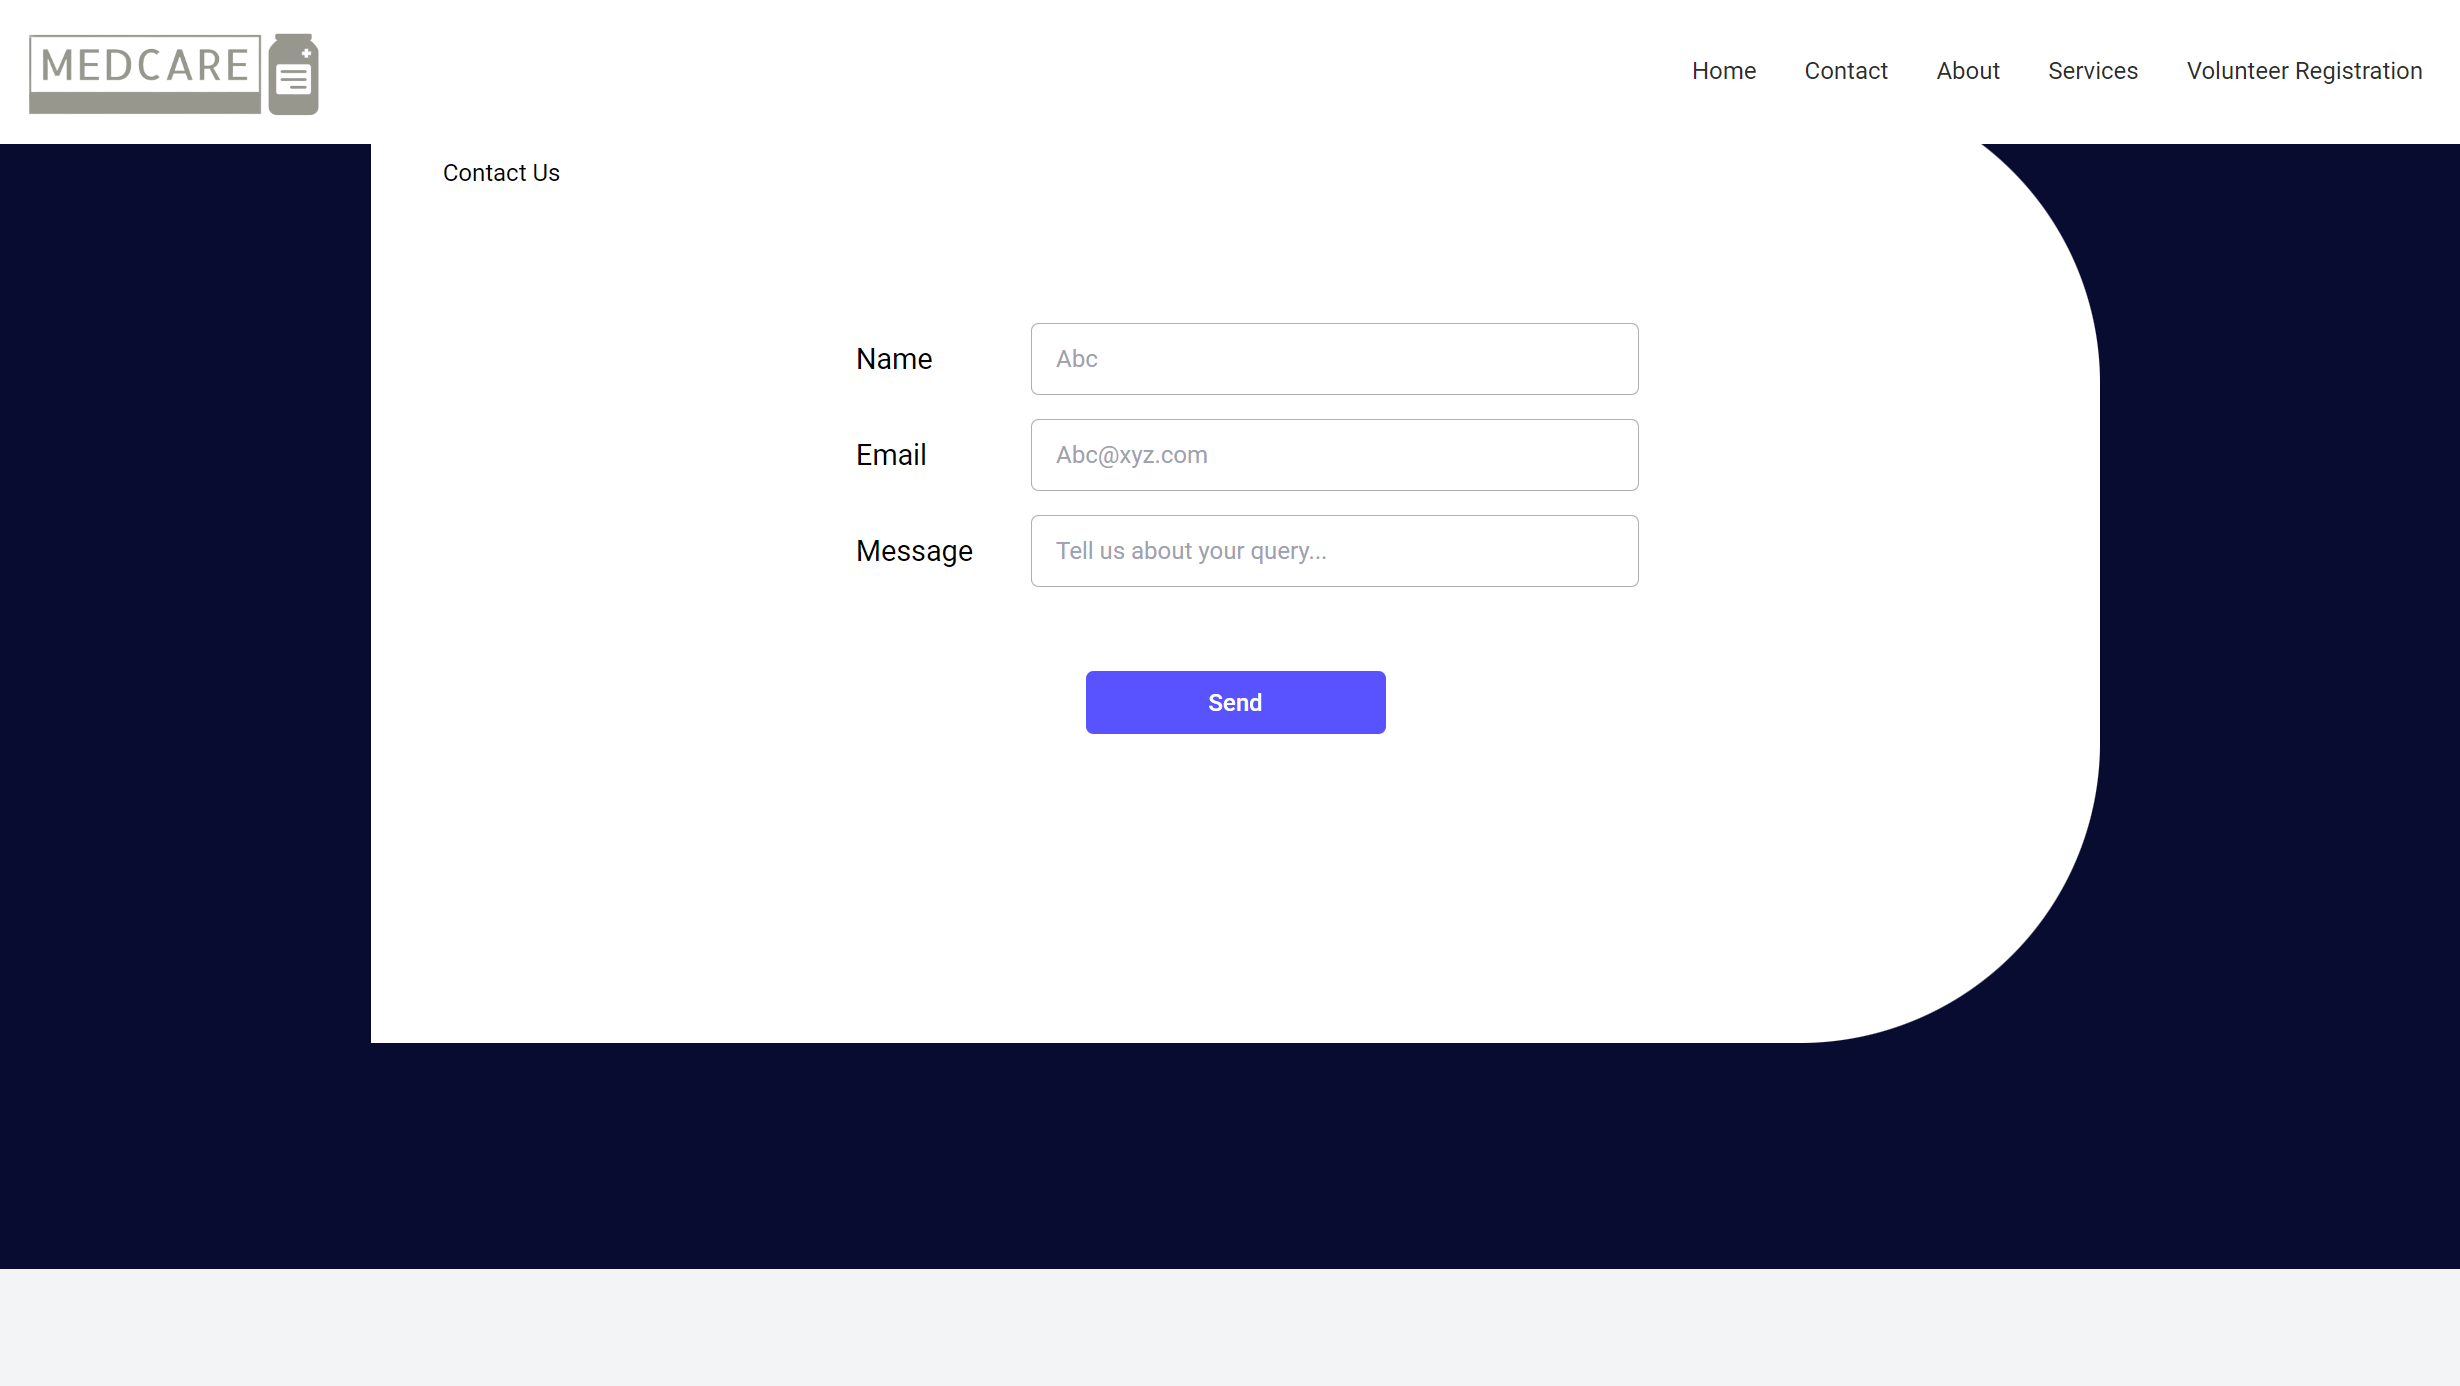 MEDCARE
Home Contact About Services Volunteer Registration
Contact Us
Name Abc
Email Abc@xyz.com
Message Tell us about your query...
Send